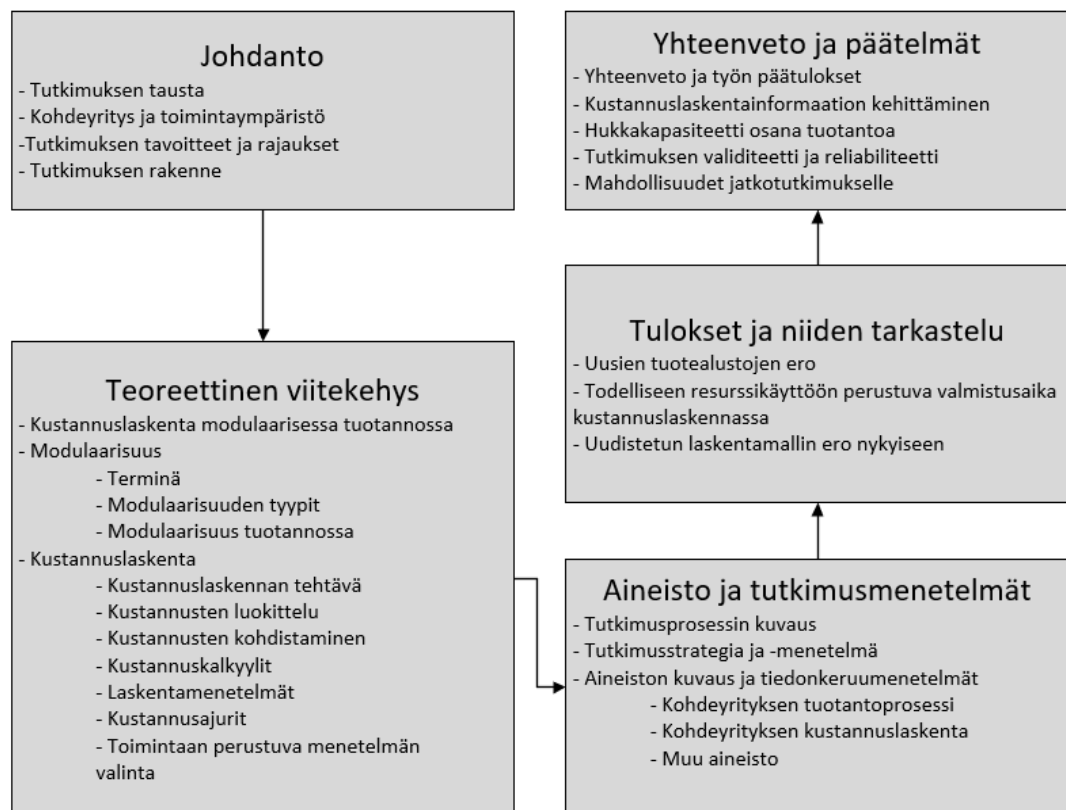 Johdanto
- Tutkimuksen tausta
- Kohdeyritys ja toimintaympäristö
-Tutkimuksen tavoitteet ja rajaukset
- Tutkimuksen rakenne
Teoreettinen viitekehys
- Kustannuslaskenta modulaarisessa tuotannossa
- Modulaarisuus
- Terminä
- Modulaarisuuden tyypit
- Modulaarisuus tuotannossa
- Kustannuslaskenta
- Kustannuslaskennan tehtävä
- Kustannusten luokittelu
- Kustannusten kohdistaminen
- Kustannuskalkyylit
- Laskentamenetelmät
- Kustannusajurit
- Toimintaan perustuva menetelmän
valinta
Aineisto ja tutkimusmenetelmät
- Tutkimusprosessin kuvaus
- Tutkimusstrategia ja -menetelmä
- Aineiston kuvaus ja tiedonkeruumenetelmät
- Kohdeyrityksen tuotantoprosessi
- Kohdeyrityksen kustannuslaskenta
- Muu aineisto
Tulokset ja niiden tarkastelu
- Uusien tuotealustojen ero
- Todelliseen resurssikäyttöön perustuva valmistusaika
kustannuslaskennassa
- Uudistetun laskentamallin ero nykyiseen
Yhteenveto ja päätelmät
- Yhteenveto ja työn päätulokset
- Kustannuslaskentainformaation kehittäminen
- Hukkakapasiteetti osana tuotantoa
- Tutkimuksen validiteetti ja reliabiliteetti
- Mahdollisuudet jatkotutkimukselle